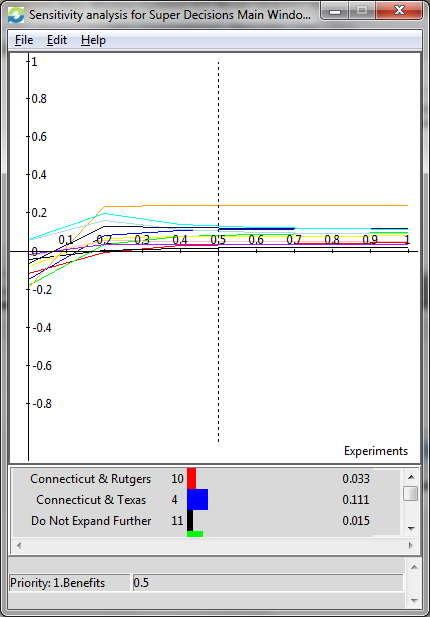 Sensitivity analysis for Super Decisions Main Windo...
File Edit Help
1
0.8
0.6
0.4
0.2
0.1 0.2 0.3 0.4 0.5 0.6 0.7 0.8 0.9 1
0
-0.2
-0.4
-0.6
-0.8
Experiments
Connecticut & Rutgers 10 0.033
Connecticut & Texas 4 0.111
Do Not Expand Further 11 0.015
Priority: 1.Benefits 0.5